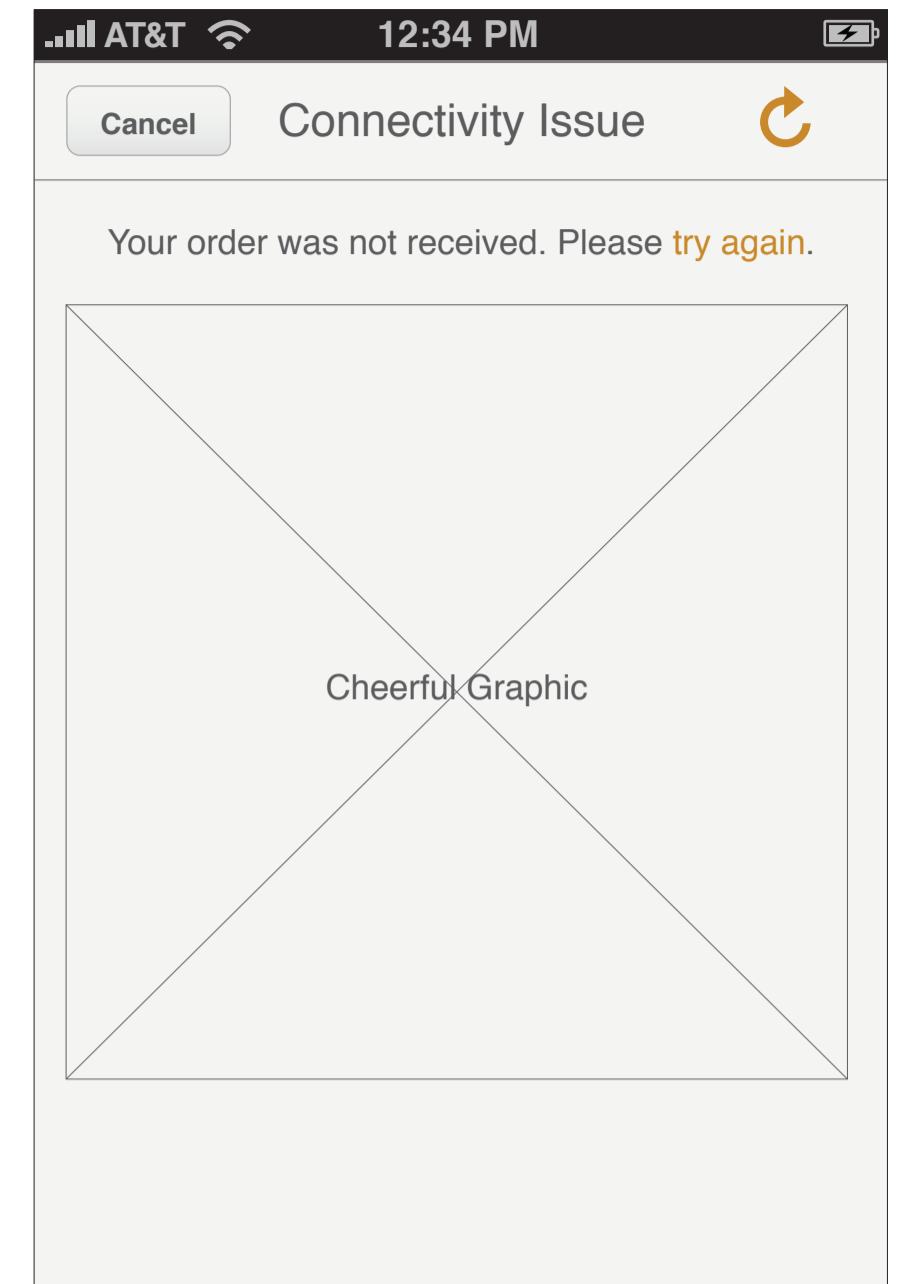 AT&T 12:34 PM
Cancel Connectivity Issue
Your order was not received. Please try again.
Cheerful Graphic